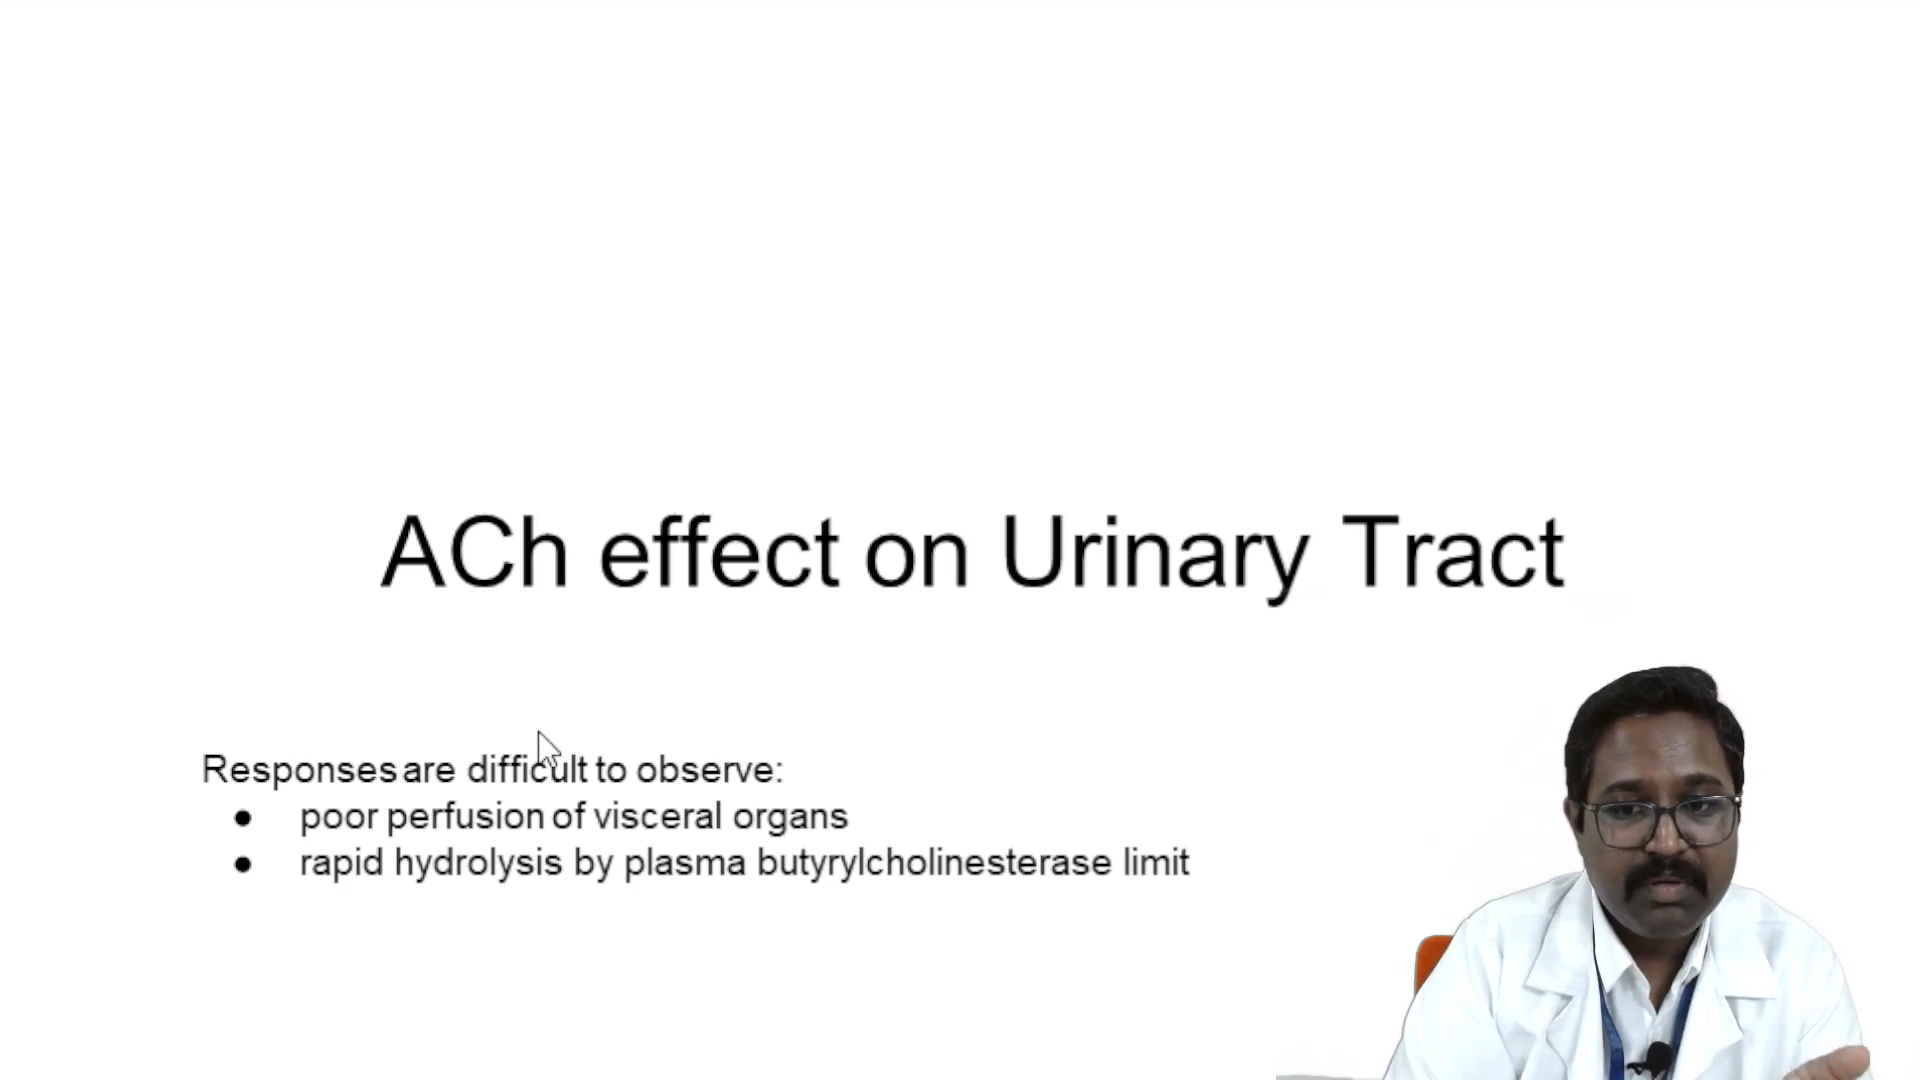 ACh effect on Urinary Tract
Responses are difficult to observe:
● poor perfusion of visceral organs
● rapid hydrolysis by plasma butyrylcholinesterase limit